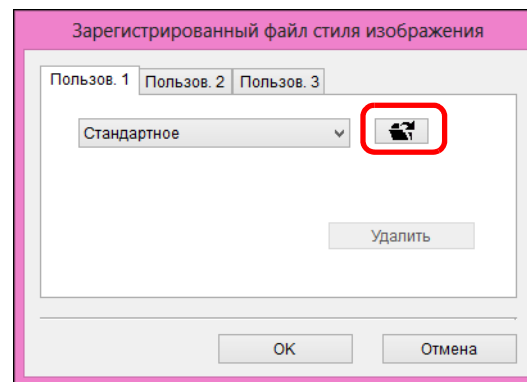 Зарегистрированный файл стиля изображения
Пользов. 1 Пользов. 2 Пользов. 3
Стандартное
Удалить
OK Отмена